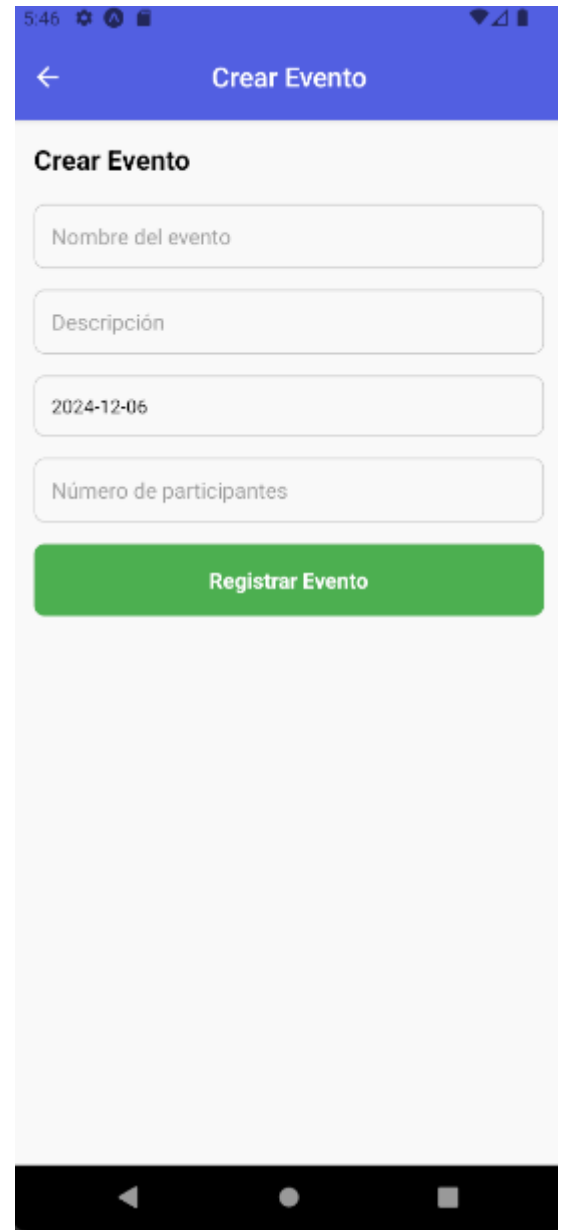 5:46
Crear Evento
Crear Evento
Nombre del evento
Descripción
2024-12-06
Número de participantes
Registrar Evento